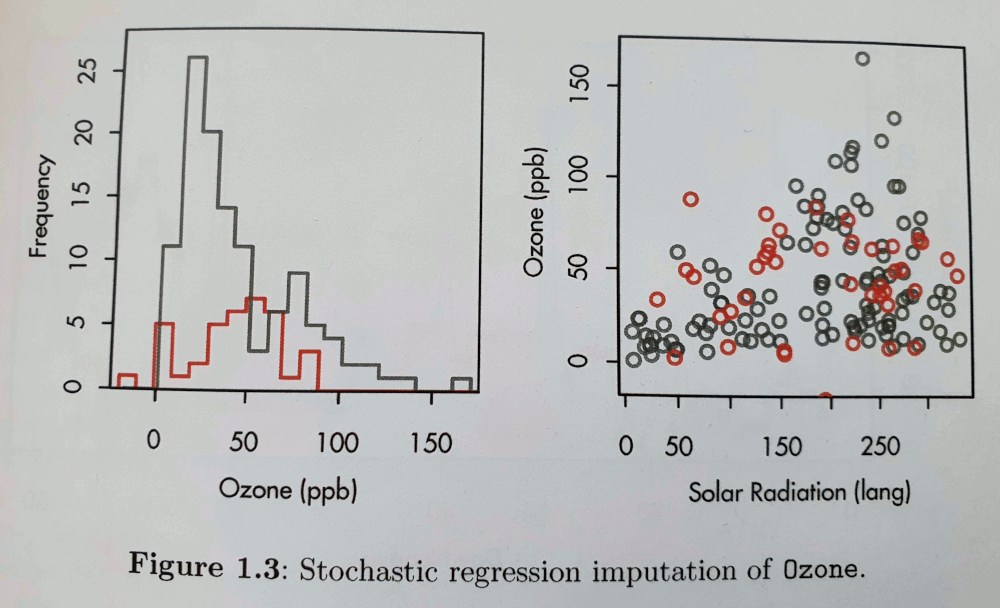 Frequency
0 5 10 15 20 25
0 50 100 150
Ozone (ppb)
Ozone (ppb)
0 50 100 150
0 50 150 250
Solar Radiation (lang)
Figure 1.3: Stochastic regression imputation of Ozone.